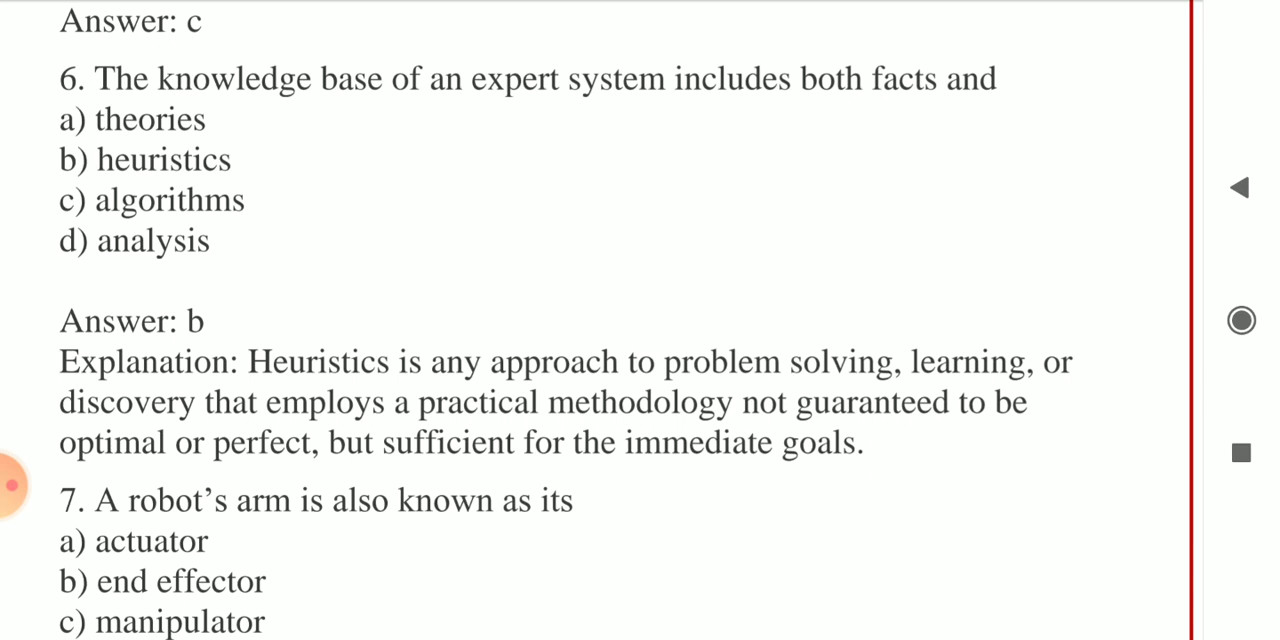 Answer: c
6. The knowledge base of an expert system includes both facts and
a) theories
b) heuristics
c) algorithms
d) analysis
Answer: b
Explanation: Heuristics is any approach to problem solving, learning, or
discovery that employs a practical methodology not guaranteed to be
optimal or perfect, but sufficient for the immediate goals.
7. A robot’s arm is also known as its
a) actuator
b) end effector
c) manipulator